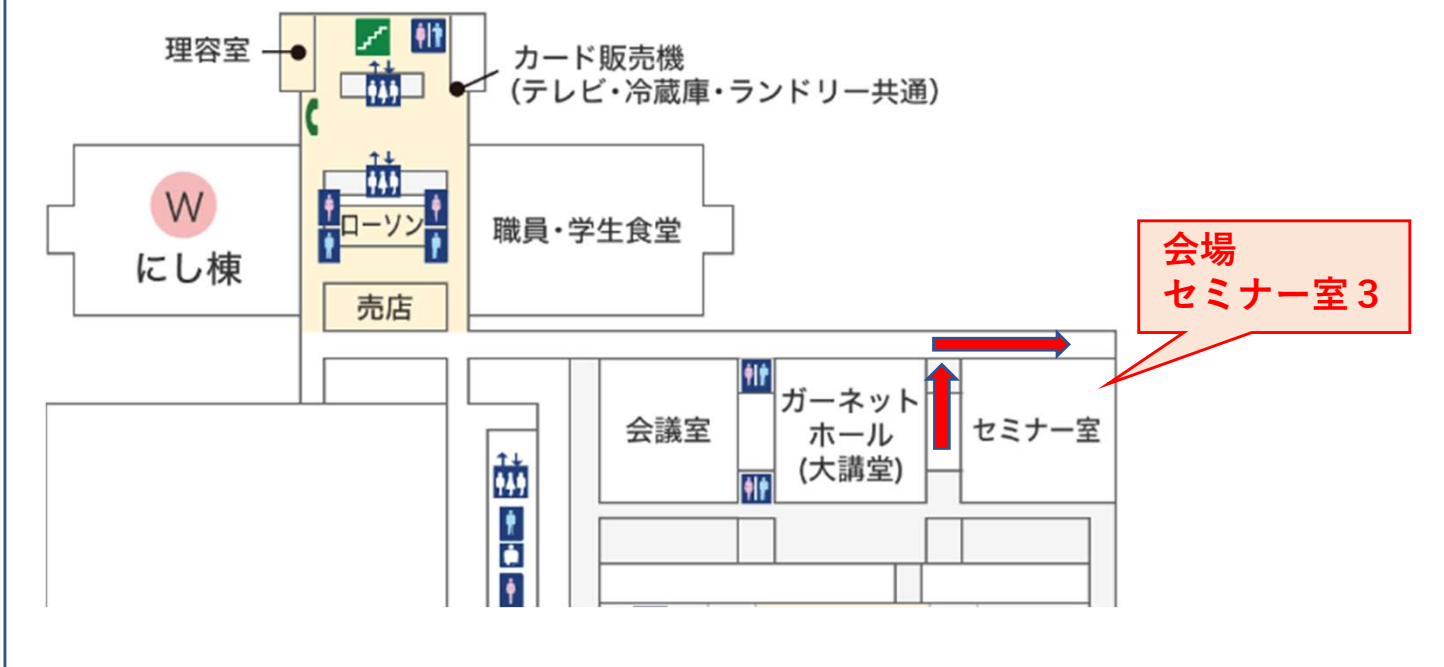 理容室
カード販売機
(テレビ・冷蔵庫・ランドリー共通)
W
にし棟
ローソン
職員・学生食堂
売店
会場
セミナー室3
会議室
ガーネット
ホール
(大講堂)
セミナー室